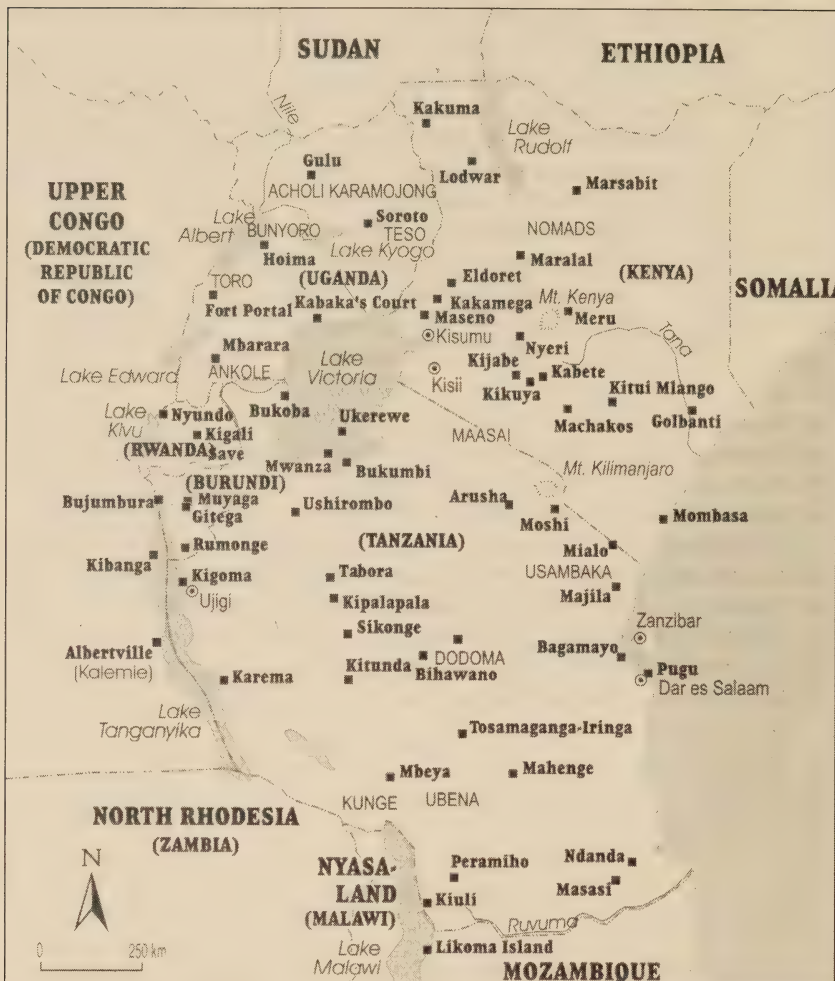 SUDAN
ETHIOPIA
Nile
Kakuma
Lake
Rudolf
Gulu
Lodwar
Marsabit
ACHOLI KARAMOJONG
UPPER
CONGO
(DEMOCRATIC
REPUBLIC
OF CONGO)
Lake
Albert
BUNYORO
Soroto
TESO
NOMADS
Hoima
Lake Kyogo
Maralal
(UGANDA)
Eldoret
(KENYA)
SOMALIA
TORO
Fort Portal
Kabaka's Court
Kakamega
Mt. Kenya
Maseno
Meru
Kisumu
Tana
Mbarara
Nyeri
ANKOLE
Lake
Victoria
Kijabe
Kabete
Lake Edward
Kisii
Kikuya
Kitui Mlango
Lake
Kivu
Nyundo
Bukoba
Ukerewe
Machakos
Golbanti
Kigali
MAASAI
(RWANDA)
Save
Mwanza
Bukumbi
Mt. Kilimanjaro
(BURUNDI)
Bujumbura
Muyaga
Gitega
Ushirombo
Arusha
Moshi
Mombasa
Rumonge
(TANZANIA)
Mialo
Kibanga
Kigoma
Tabora
USAMBAKA
Ujigi
Kipalapala
Majila
Sikonge
Zanzibar
Albertville
(Kalemie)
DODOMA
Bagamayo
Karema
Kitunda
Bihawano
Pugu
Dar es Salaam
Lake
Tanganyika
Tosamaganga-Iringa
Mbeya
Mahenge
KUNGE
UBENA
NORTH RHODESIA
(ZAMBIA)
N
NYASA-
LAND
(MALAWI)
Peramiho
Ndanda
Masasi
Kiuli
Ruvuma
0
250 km
Lake
Malawi
Likoma Island
MOZAMBIQUE